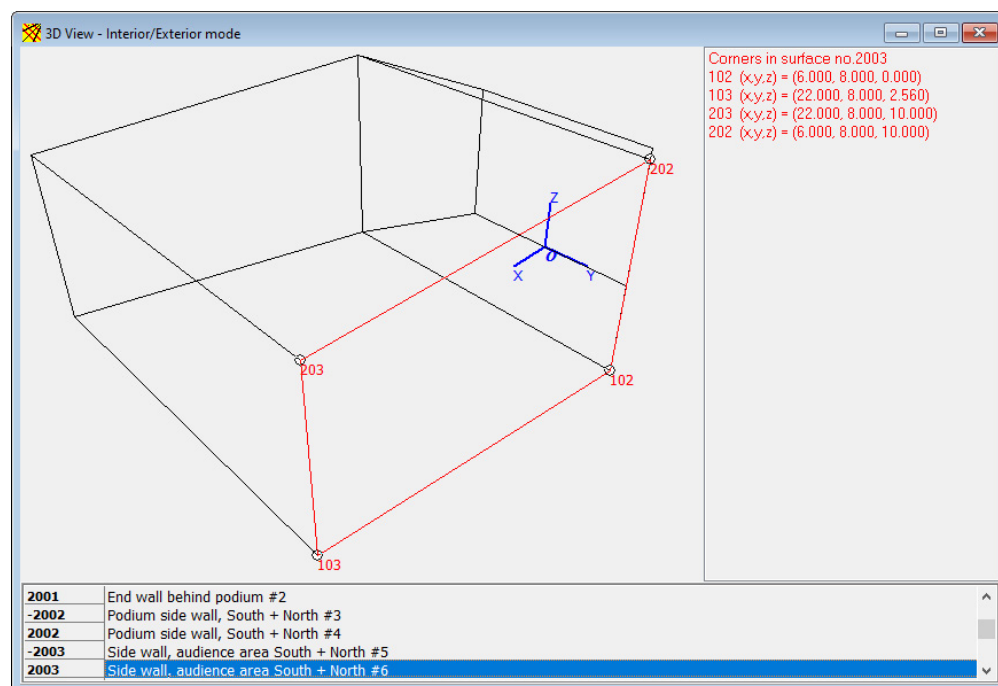 3D View - Interior/Exterior mode
Corners in surface no.2003
102 (x,y,z) = (6.000, 8.000, 0.000)
103 (x,y,z) = (22.000, 8.000, 2.560)
203 (x,y,z) = (22.000, 8.000, 10.000)
202 (x,y,z) = (6.000, 8.000, 10.000)
202
Z
O
X
Y
203
102
103
2001 End wall behind podium #2
-2002 Podium side wall, South + North #3
2002 Podium side wall, South + North #4
-2003 Side wall, audience area South + North #5
2003 Side wall, audience area South + North #6